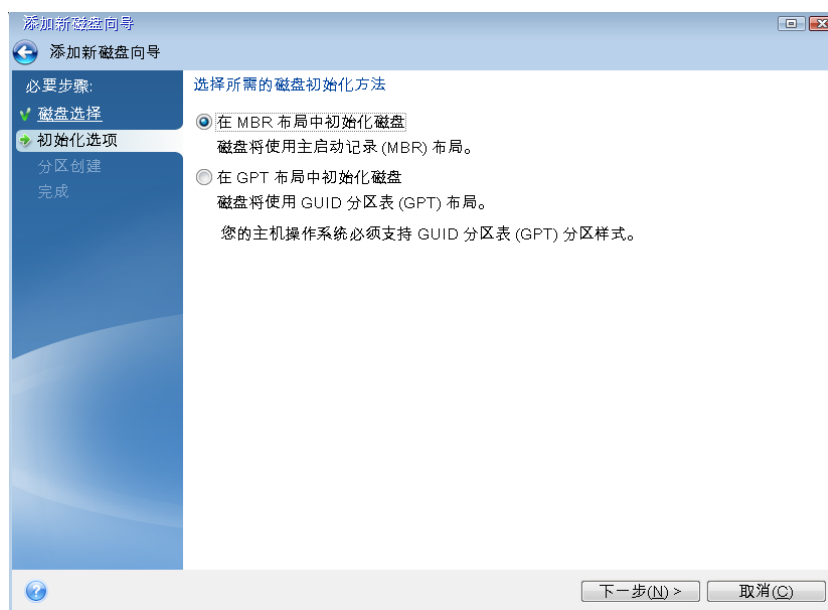 添加新磁盘向导
添加新磁盘向导
必要步骤:
磁盘选择
初始化选项
分区创建
完成
选择所需的磁盘初始化方法
在 MBR 布局中初始化磁盘
磁盘将使用主启动记录 (MBR) 布局。
在 GPT 布局中初始化磁盘
磁盘将使用 GUID 分区表 (GPT) 布局。
您的主机操作系统必须支持 GUID 分区表 (GPT) 分区样式。
下一步(N) >
取消(C)